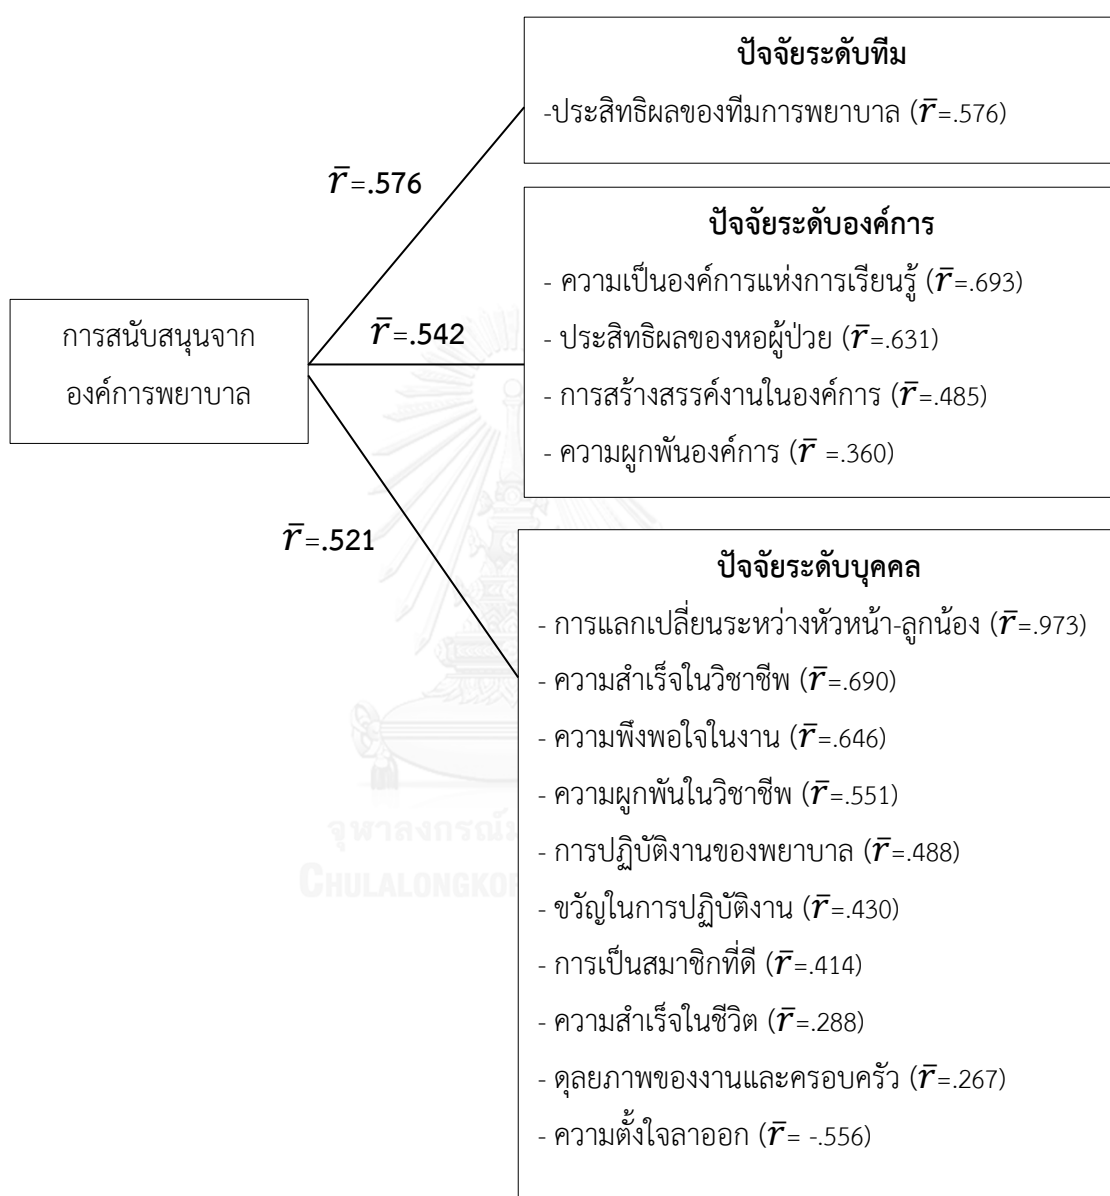 ปัจจัยระดับทีม
-ประสิทธิผลของทีมการพยาบาล (r̄=.576)
r̄=.576
ปัจจัยระดับองค์การ
- ความเป็นองค์การแห่งการเรียนรู้ (r̄=.693)
- ประสิทธิผลของหอผู้ป่วย (r̄=.631)
- การสร้างสรรค์งานในองค์การ (r̄=.485)
- ความผูกพันองค์การ (r̄ =.360)
การสนับสนุนจาก
องค์การพยาบาล
r̄=.542
r̄=.521
ปัจจัยระดับบุคคล
- การแลกเปลี่ยนระหว่างหัวหน้า-ลูกน้อง (r̄=.973)
- ความสำเร็จในวิชาชีพ (r̄=.690)
- ความพึงพอใจในงาน (r̄=.646)
- ความผูกพันในวิชาชีพ (r̄=.551)
- การปฏิบัติงานของพยาบาล (r̄=.488)
- ขวัญในการปฏิบัติงาน (r̄=.430)
- การเป็นสมาชิกที่ดี (r̄=.414)
- ความสำเร็จในชีวิต (r̄=.288)
- ดุลยภาพของงานและครอบครัว (r̄=.267)
- ความตั้งใจลาออก (r̄= -.556)
จุฬาลงกรณ์
CHULALONGKOR